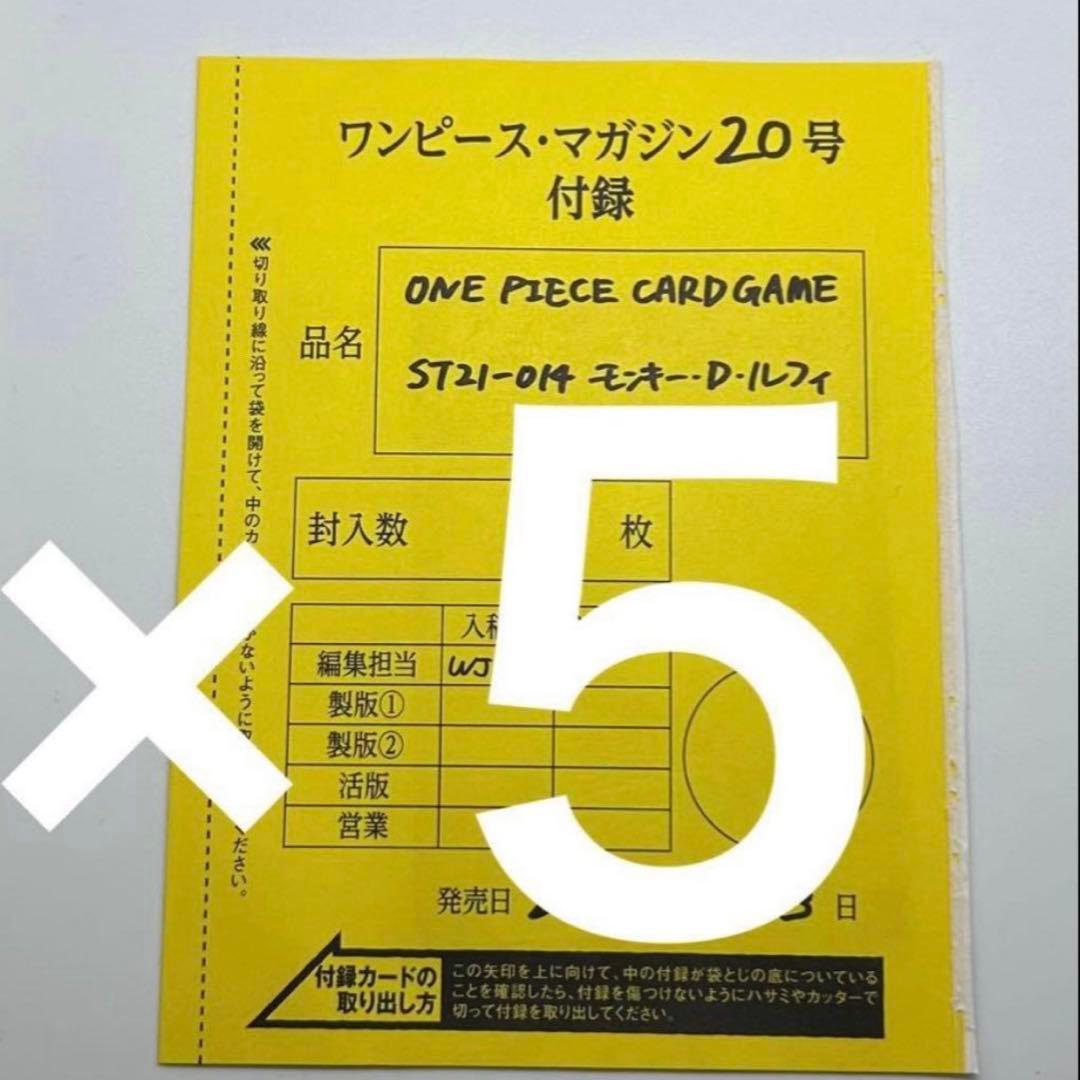 ワンピース・マガジン20号
付録
品名
ONE PIECE CARD GAME
ST21-014 モンキー・D・ルフィ
封入数 枚
編集担当 WJ
製版①
製版②
活版
営業
発売日 3 日
×5
切り取り線に沿って袋を開けて、中のカ
ないように
ださい。
付録カードの
取り出し方
この矢印を上に向けて、中の付録が袋とじの底についている
ことを確認したら、付録を傷つけないようにハサミやカッターで
切って付録を取り出してください。